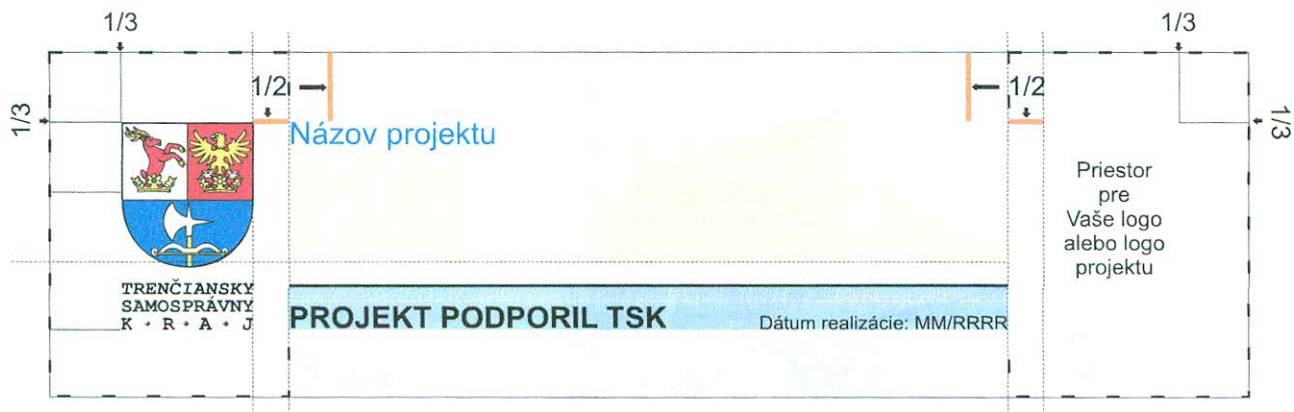 1/3
1/3
1/2
1/2
1/3
1/3
Názov projektu
Priestor
pre
Vaše logo
alebo logo
projektu
TRENČIANSKY
SAMOSPRÁVNY
K · R · A · J
PROJEKT PODPORIL TSK
Dátum realizácie: MM/RRRR